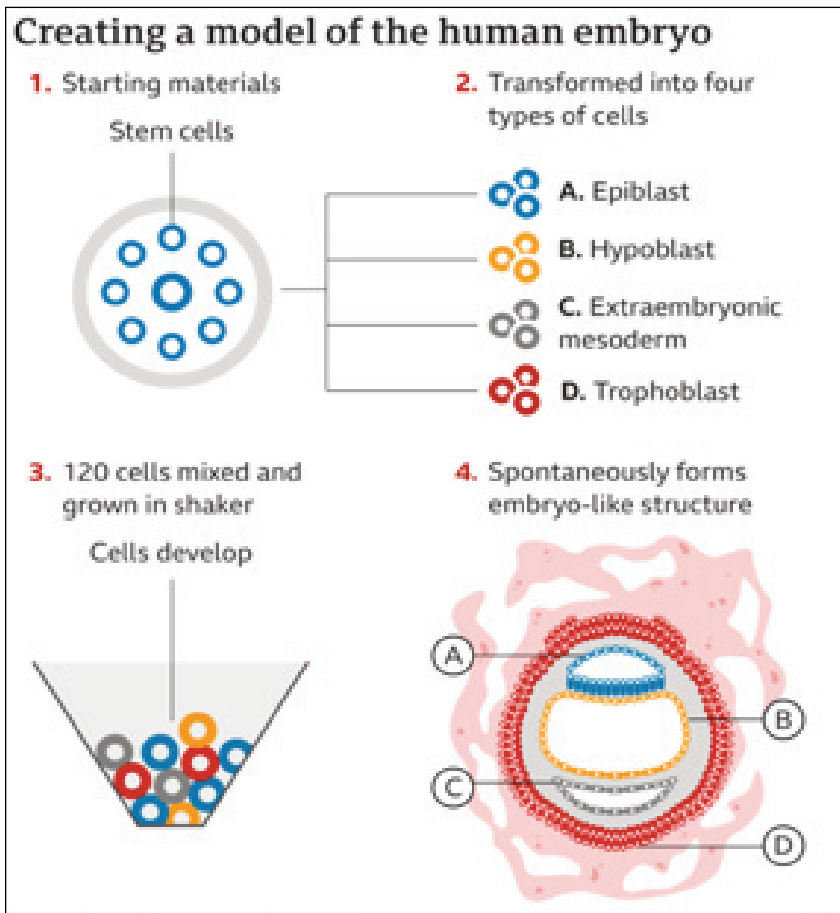 Creating a model of the human embryo
1. Starting materials
Stem cells
2. Transformed into four
types of cells
A. Epiblast
B. Hypoblast
C. Extraembryonic
mesoderm
D. Trophoblast
3. 120 cells mixed and
grown in shaker
Cells develop
4. Spontaneously forms
embryo-like structure
A
B
C
D